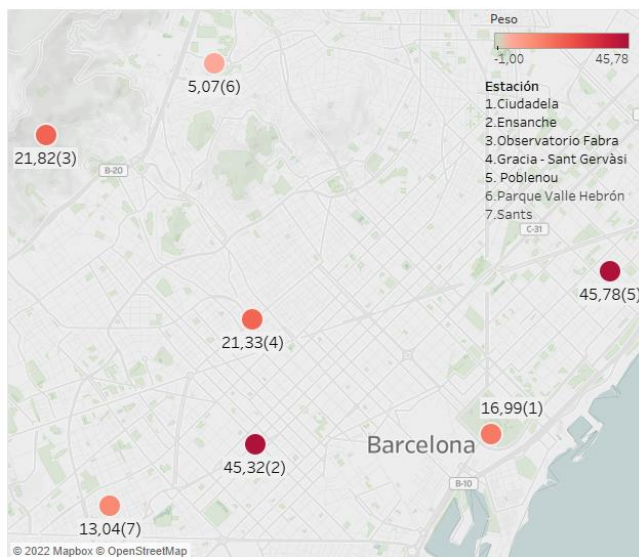 Peso
-1,00 45,78
Estación
1.Ciudadela
2.Ensanche
3.Observatorio Fabra
4.Gracia - Sant Gervàsi
5. Poblenou
6.Parque Valle Hebrón
7.Sants
5,07(6)
21,82(3)
B-20
C-31
45,78(5)
21,33(4)
16,99(1)
Barcelona
45,32(2)
B-10
13,04(7)
© 2022 Mapbox © OpenStreetMap